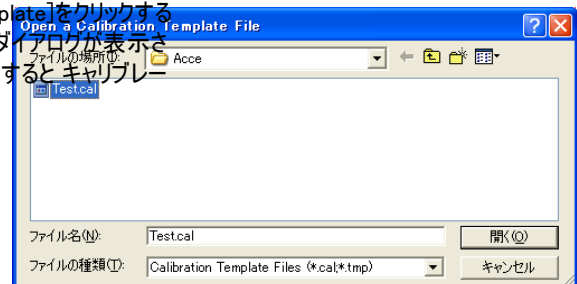 plate]をクリックする
Open a Calibration Template File
ダイアログが表示さ
ファイルの場所(I):
Acce
すると キャリブレー
Test.cal
ファイル名(N):
Test.cal
開く(O)
ファイルの種類(T):
Calibration Template Files (*.cal;*.tmp)
キャンセル